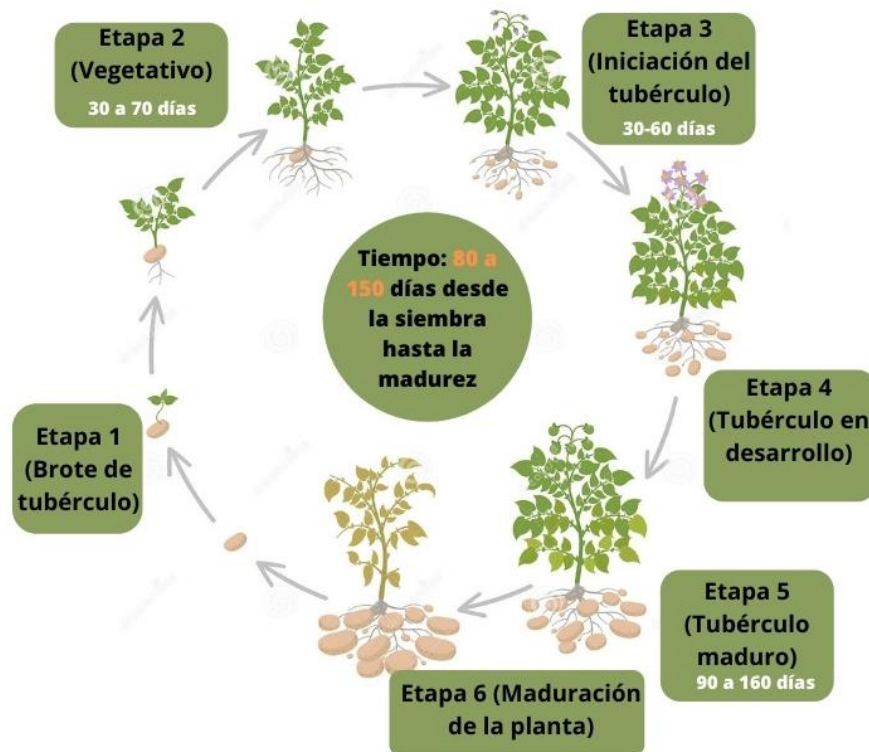 Etapa 2
(Vegetativo)
30 a 70 días
Etapa 3
(Iniciación del
tubérculo)
30-60 días
Tiempo: 80 a
150 días desde
la siembra
hasta la
madurez
Etapa 1
(Brote de
tubérculo)
Etapa 4
(Tubérculo en
desarrollo)
Etapa 5
(Tubérculo
maduro)
90 a 160 días
Etapa 6 (Maduración
de la planta)